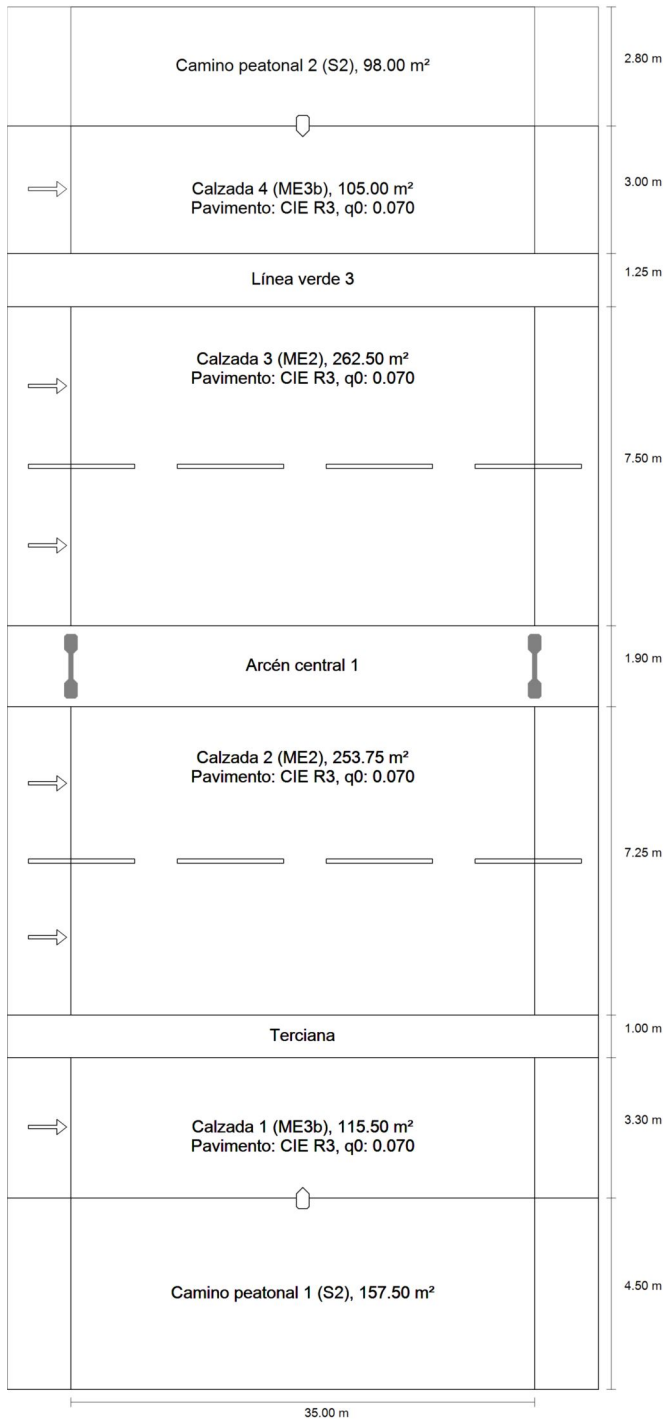 Camino peatonal 2 (S2), 98.00 m²
2.80 m
Calzada 4 (ME3b), 105.00 m²
Pavimento: CIE R3, q0: 0.070
3.00 m
Línea verde 3
1.25 m
Calzada 3 (ME2), 262.50 m²
Pavimento: CIE R3, q0: 0.070
7.50 m
Arcén central 1
1.90 m
Calzada 2 (ME2), 253.75 m²
Pavimento: CIE R3, q0: 0.070
7.25 m
Terciana
1.00 m
Calzada 1 (ME3b), 115.50 m²
Pavimento: CIE R3, q0: 0.070
3.30 m
Camino peatonal 1 (S2), 157.50 m²
4.50 m
35.00 m